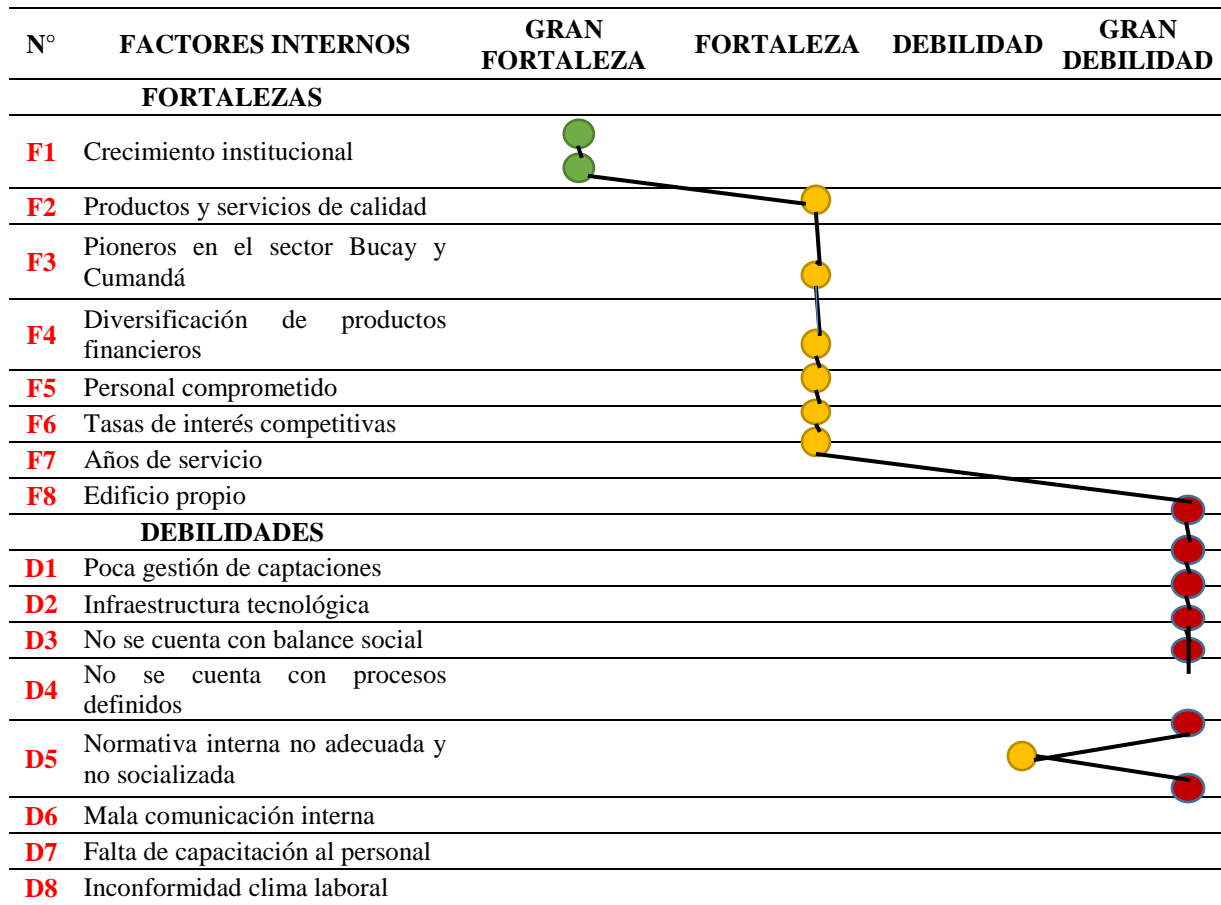 N° FACTORES INTERNOS GRAN FORTALEZA FORTALEZA DEBILIDAD GRAN DEBILIDAD
FORTALEZAS
F1 Crecimiento institucional
F2 Productos y servicios de calidad
F3 Pioneros en el sector Bucay y
Cumandá
F4 Diversificación de productos
financieros
F5 Personal comprometido
F6 Tasas de interés competitivas
F7 Años de servicio
F8 Edificio propio
DEBILIDADES
D1 Poca gestión de captaciones
D2 Infraestructura tecnológica
D3 No se cuenta con balance social
D4 No se cuenta con procesos
definidos
D5 Normativa interna no adecuada y
no socializada
D6 Mala comunicación interna
D7 Falta de capacitación al personal
D8 Inconformidad clima laboral